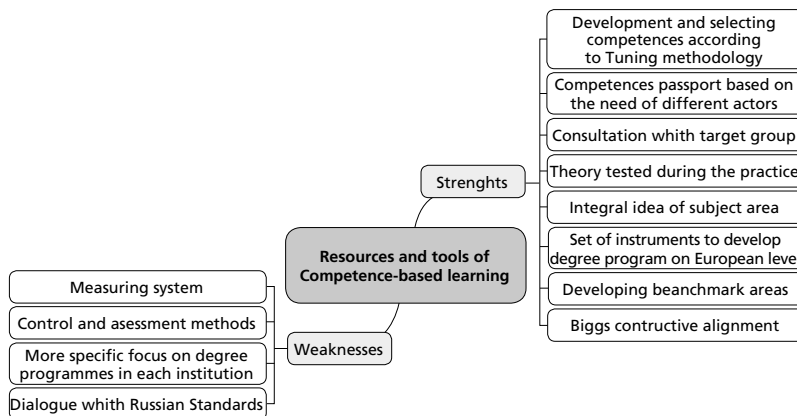 Development and selecting
competences according
to Tuning methodology
Competences passport based on
the need of different actors
Consultation whith target group
Theory tested during the practice
Integral idea of subject area
Set of instruments to develop
degree program on European level
Developing beanchmark areas
Biggs contructive alignment
Strenghts
Resources and tools of
Competence-based learning
Weaknesses
Measuring system
Control and asessment methods
More specific focus on degree
programmes in each institution
Dialogue whith Russian Standards